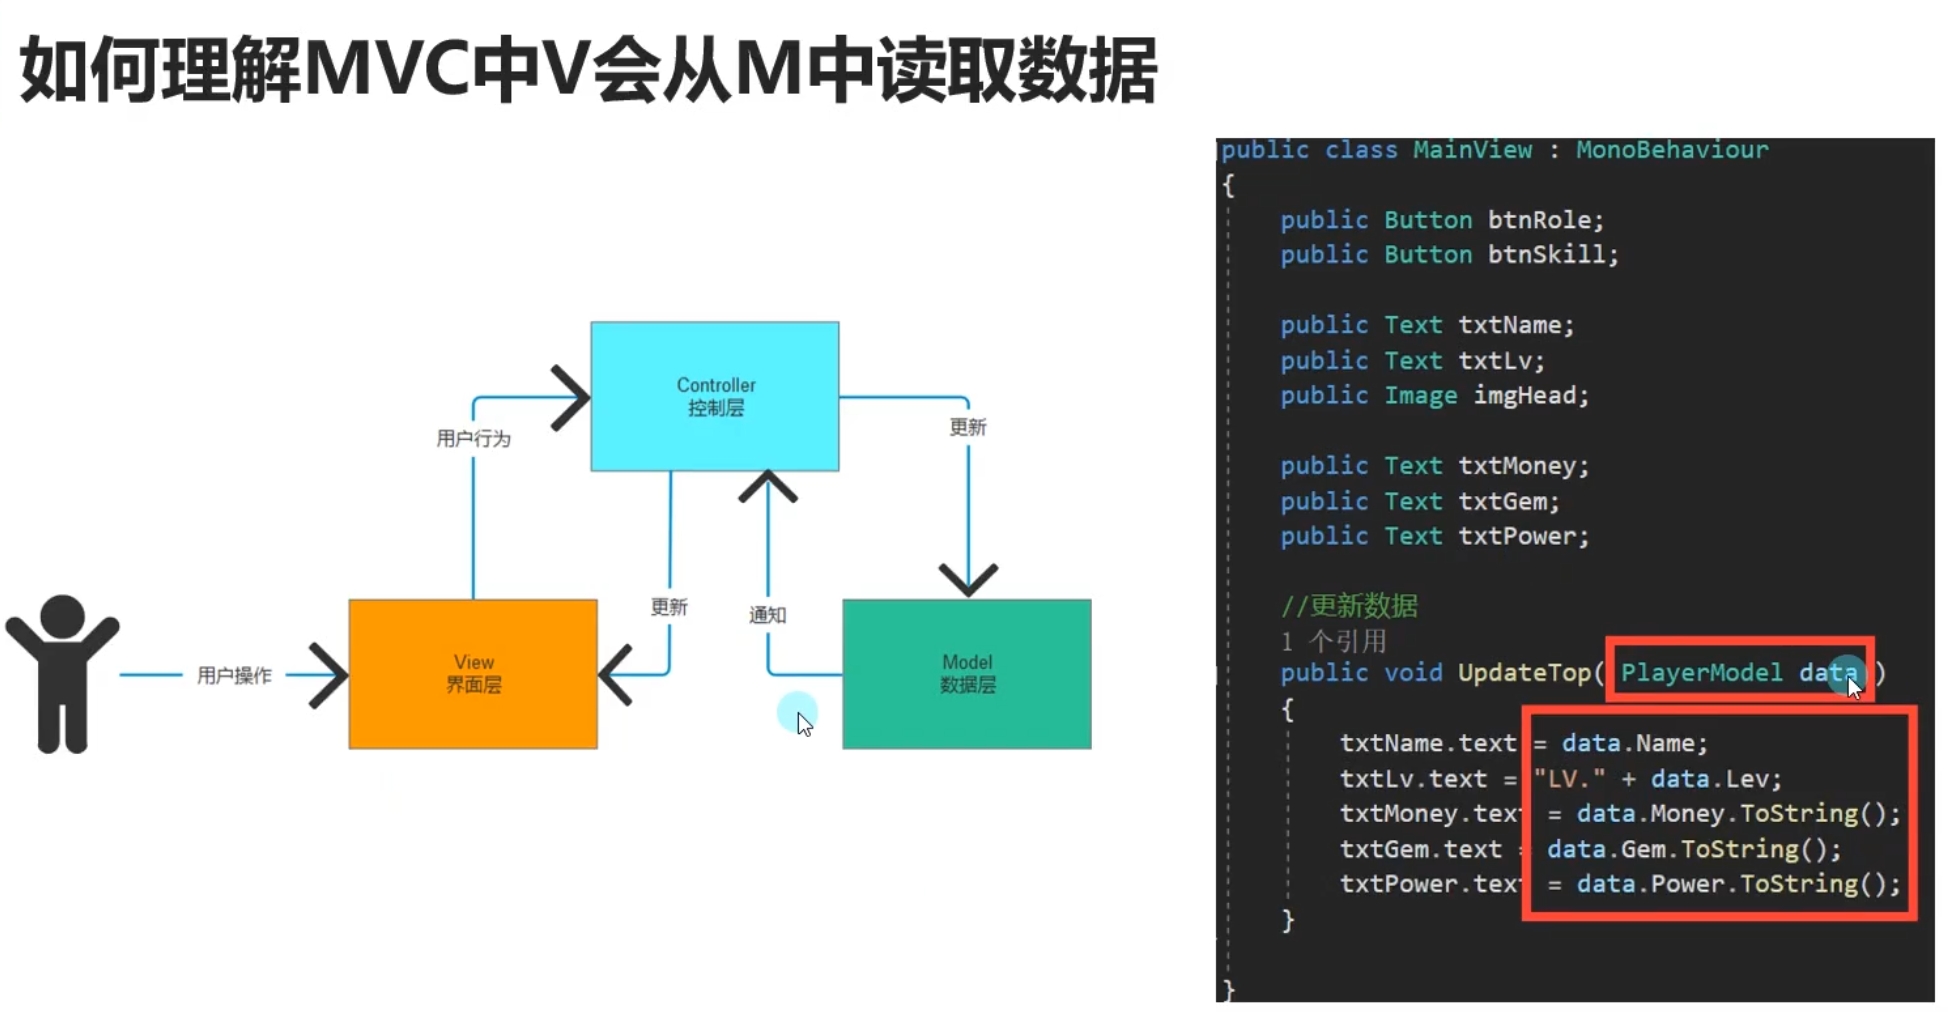 如何理解MVC中V会从M中读取数据
Controller
控制层
用户行为
更新
更新
通知
用户操作
View
界面层
Model
数据层
public class MainView : MonoBehaviour
{
public Button btnRole;
public Button btnSkill;
public Text txtName;
public Text txtLv;
public Image imgHead;
public Text txtMoney;
public Text txtGem;
public Text txtPower;
//更新数据
1 个引用
public void UpdateTop( PlayerModel data )
{
txtName.text = data.Name;
txtLv.text = "LV." + data.Lev;
txtMoney.text = data.Money.ToString();
txtGem.text = data.Gem.ToString();
txtPower.text = data.Power.ToString();
}
}